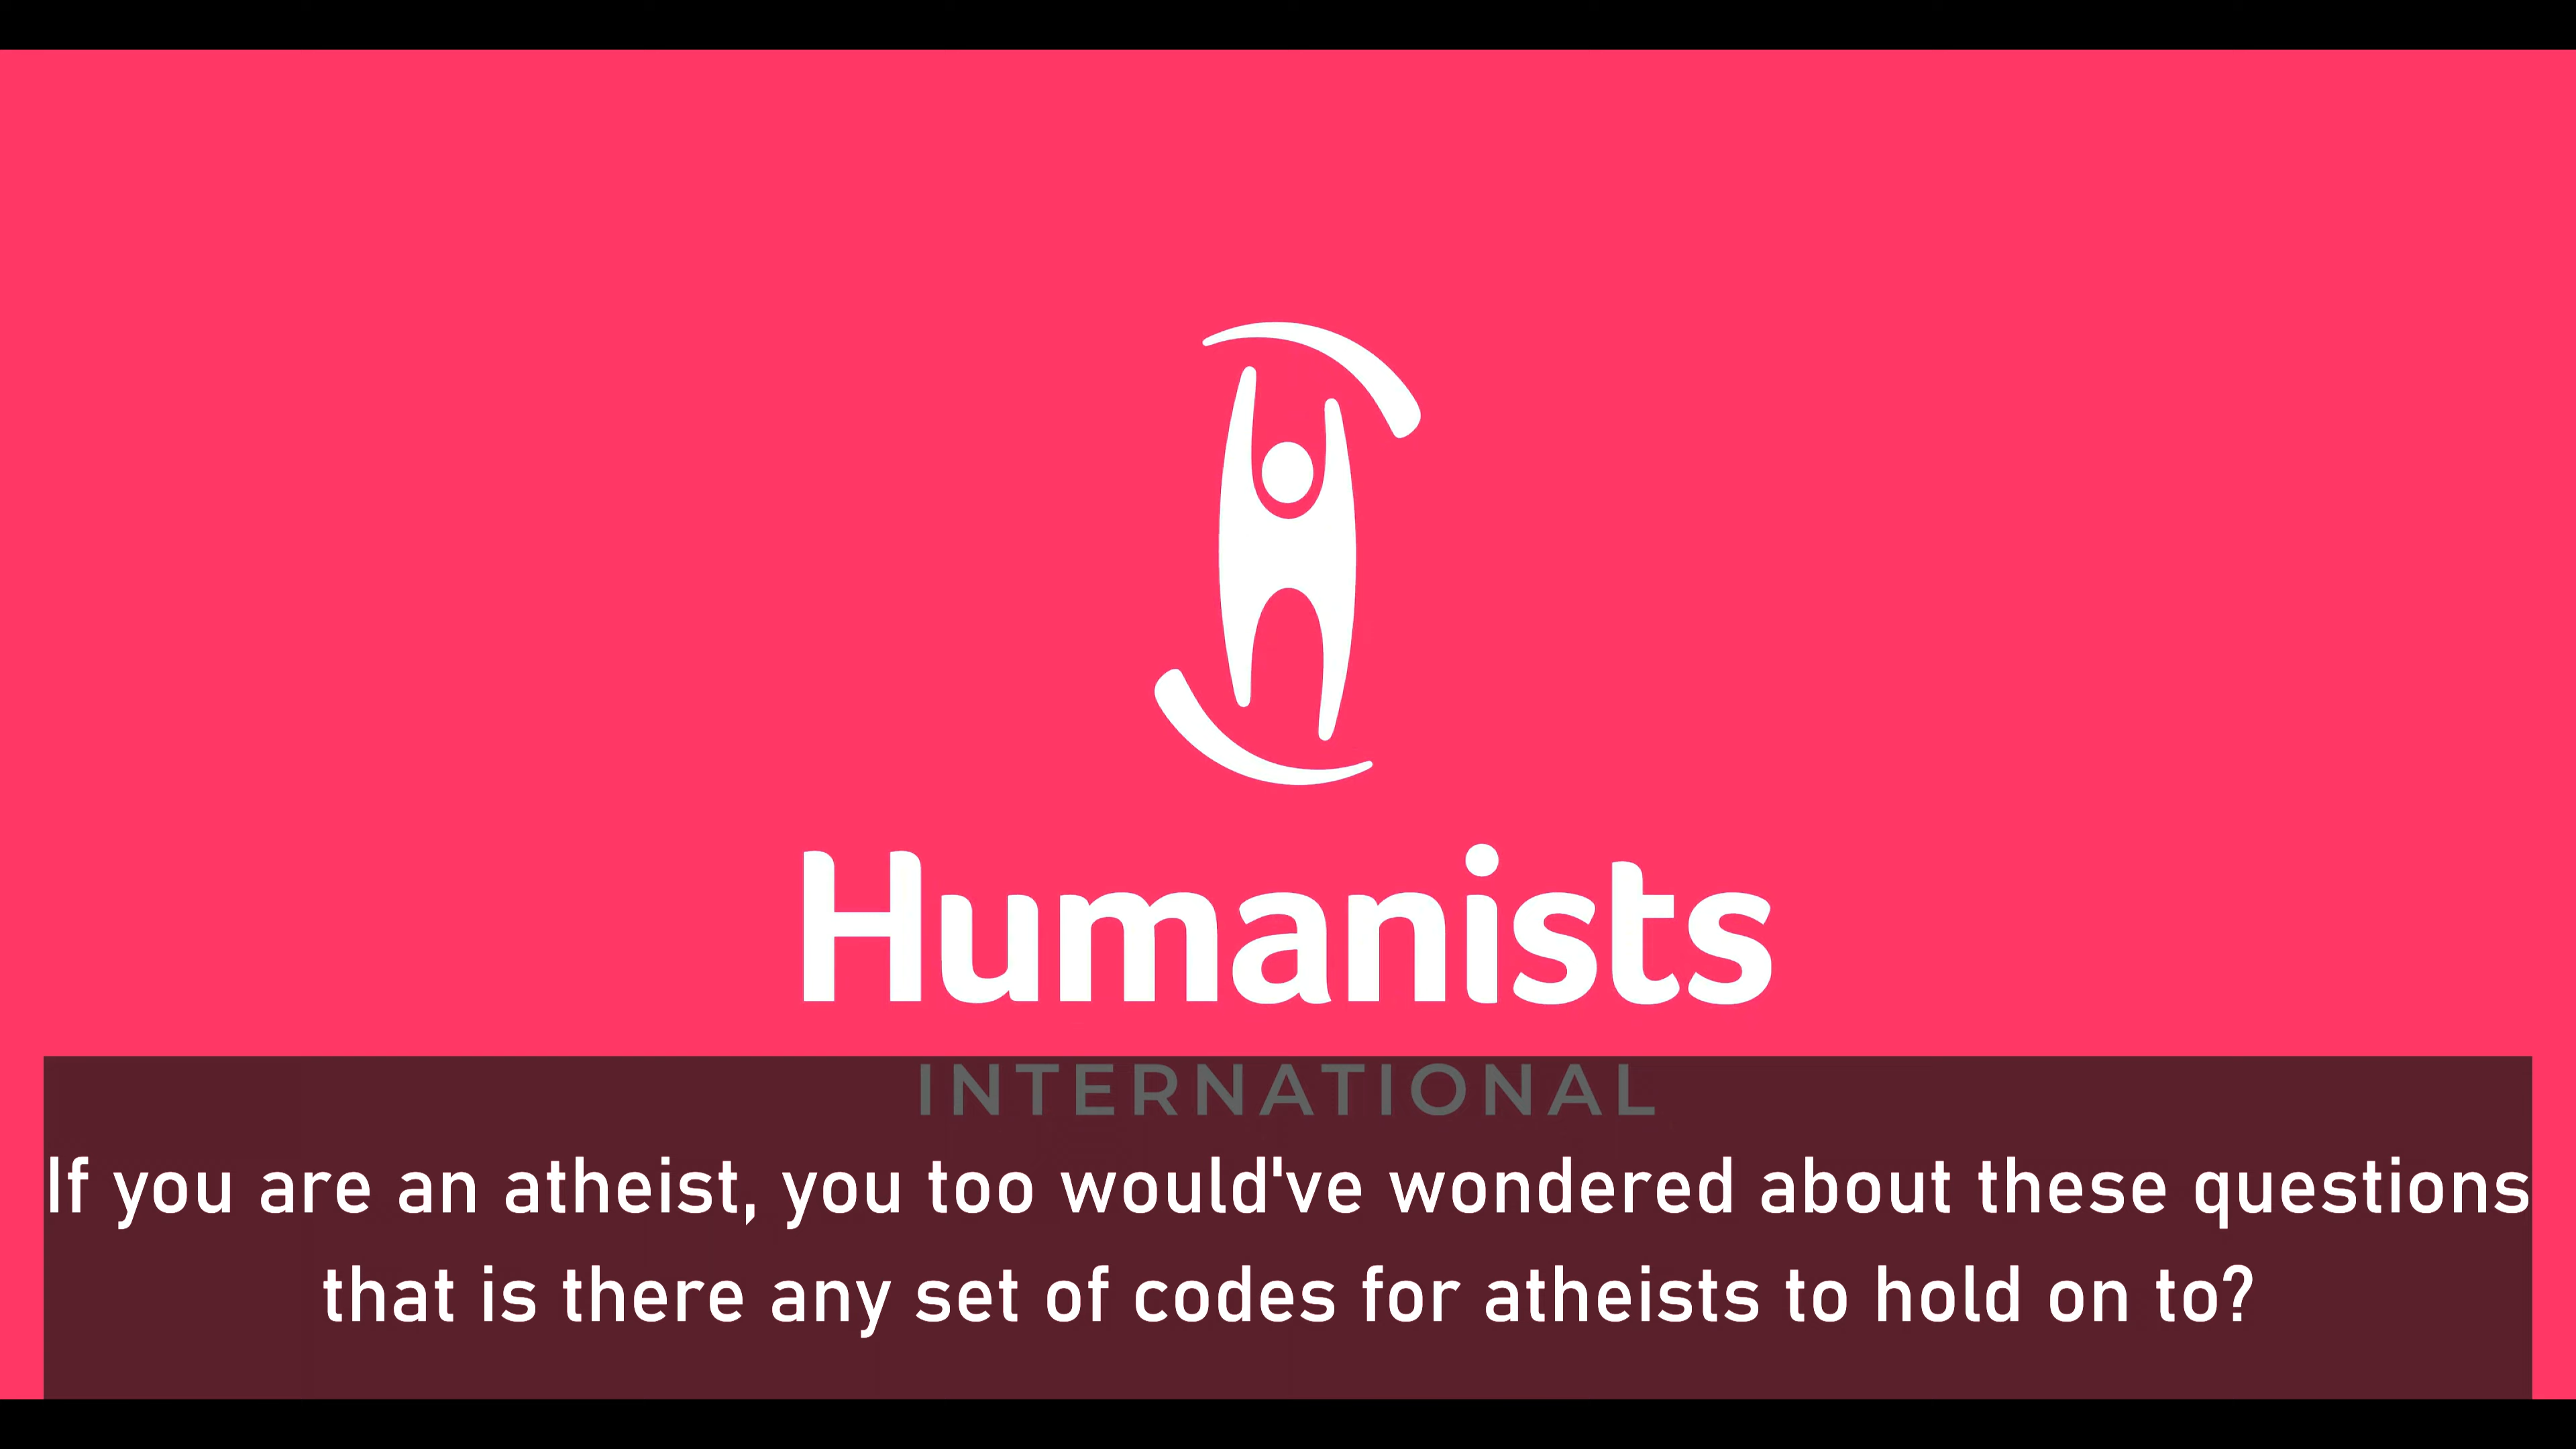 Humanists
INTERNATIONAL
If you are an atheist, you too would've wondered about these questions
that is there any set of codes for atheists to hold on to?